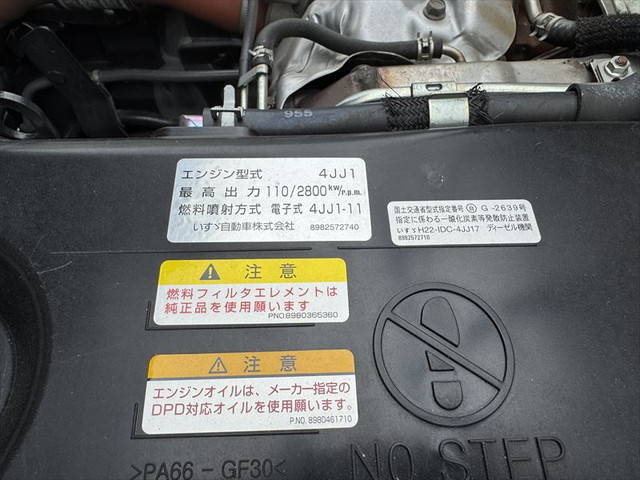 955
エンジン型式 4JJ1
最高出力 110/2800kW/r.p.m.
燃料噴射方式 電子式 4JJ1-11
いすゞ自動車株式会社 8982572740
国土交通省型式指定番号 Ⓑ G-2639号
指定に係わる一酸化炭素等発散防止装置
いすゞH22-IDC-4JJ17 ディーゼル機関
8982572710
注意
燃料フィルタエレメントは
純正品を使用願います
PNO.8980365360
注意
エンジンオイルは、メーカー指定の
DPD対応オイルを使用願います。
P.NO. 8980461710
NO STEP
>PA66-GF30<